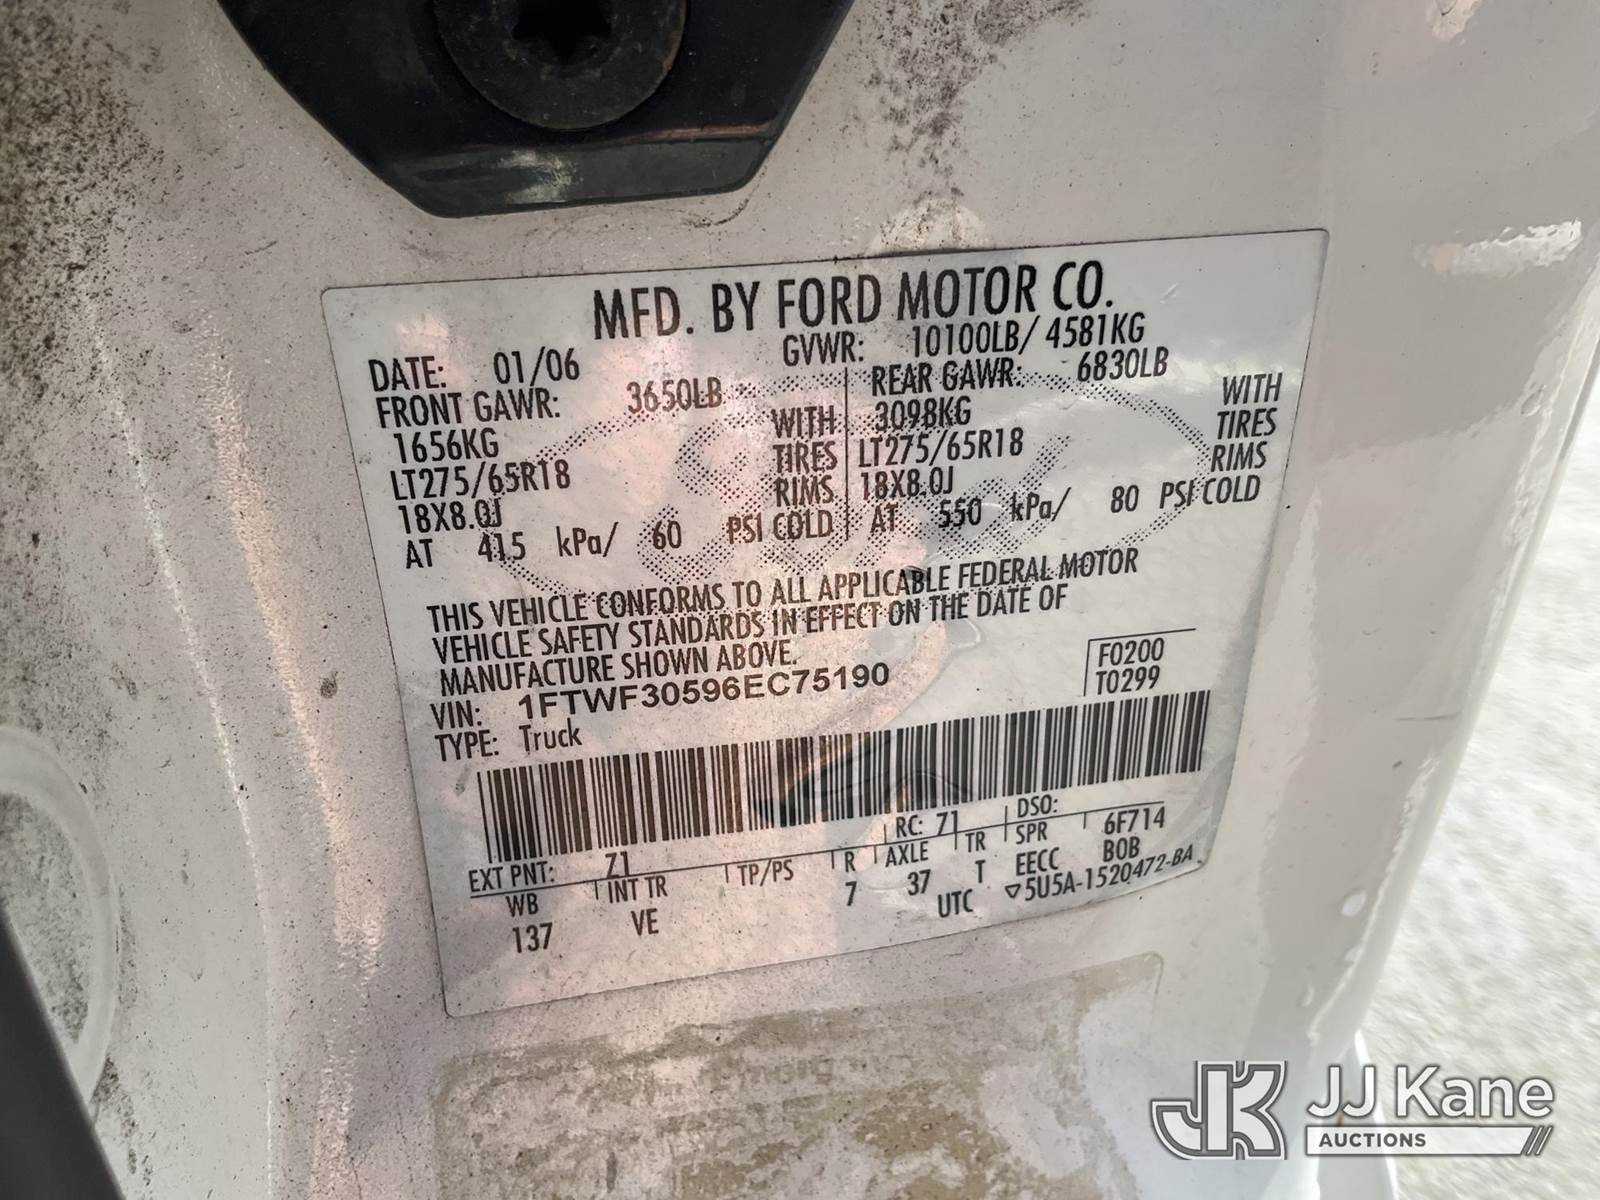 MFD. BY FORD MOTOR CO.
DATE: 01/06 GVWR: 10100LB/ 4581KG
FRONT GAWR: 3650LB REAR GAWR: 6830LB
1656KG WITH 3098KG WITH
LT275/65R18 TIRES LT275/65R18 TIRES
18X8.0J RIMS 18X8.0J RIMS
AT 415 kPa/ 60 PSI COLD AT 550 kPa/ 80 PSI COLD
THIS VEHICLE CONFORMS TO ALL APPLICABLE FEDERAL MOTOR
VEHICLE SAFETY STANDARDS IN EFFECT ON THE DATE OF
MANUFACTURE SHOWN ABOVE.
VIN: 1FTWF30596EC75190
F0200
T0299
TYPE: Truck
EXT PNT: Z1 RC: 71 DSO:
WB INT TR TP/PS R AXLE TR SPR 6F714
137 VE 7 37 T EECC BOB
UTC ▽5U5A-1520472-BA
JK JJ Kane
AUCTIONS